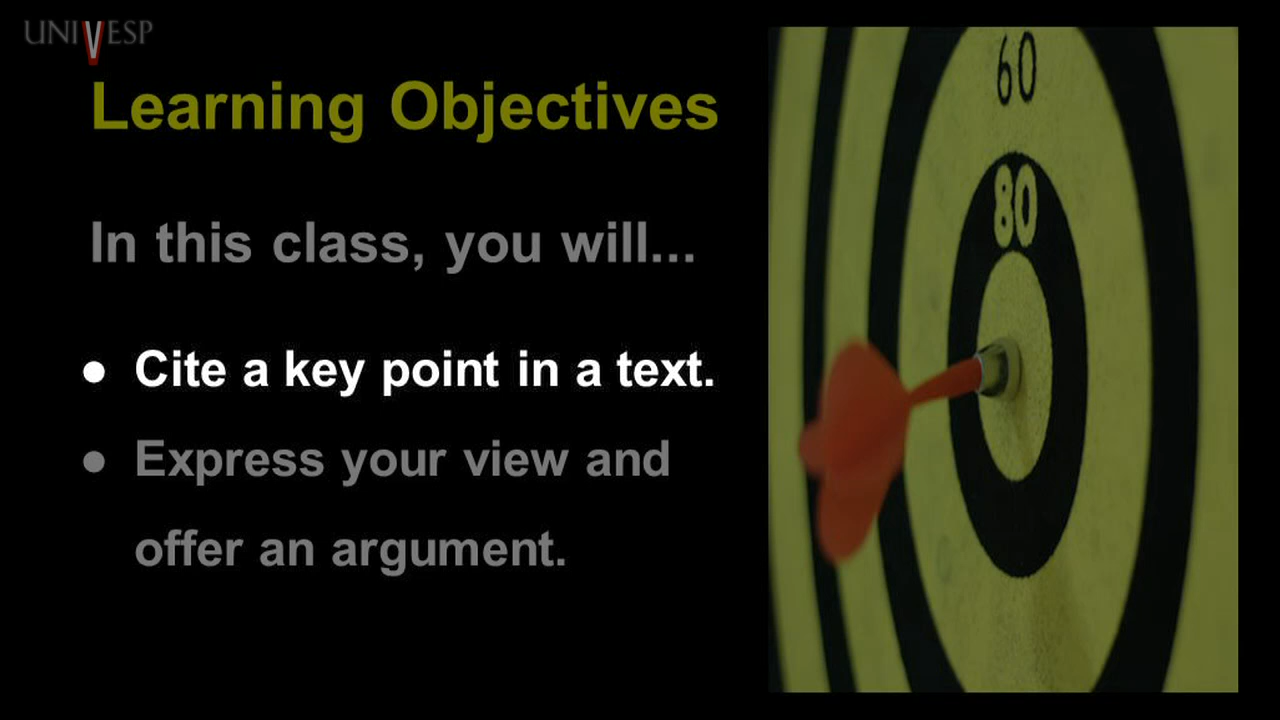 UNIVESP
Learning Objectives
In this class, you will...
● Cite a key point in a text.
● Express your view and
offer an argument.
60
80